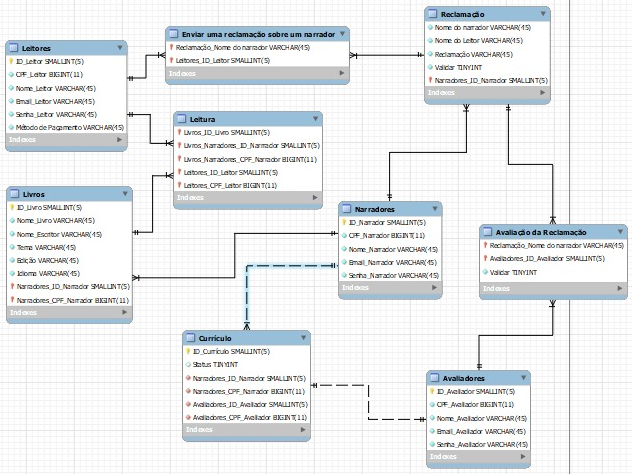 Leitores
ID_Leitor SMALLINT(5)
CPF_Leitor BIGINT(11)
Nome_Leitor VARCHAR(45)
Email_Leitor VARCHAR(45)
Senha_Leitor VARCHAR(45)
Método de Pagamento VARCHAR(45)
Indexes
Enviar uma reclamação sobre um narrador
Reclamação_Nome do narrador VARCHAR(45)
Leitores_ID_Leitor SMALLINT(5)
Indexes
Reclamação
Nome do narrador VARCHAR(45)
Nome do Leitor VARCHAR(45)
Reclamação VARCHAR(45)
Validar TINYINT
Narradores_ID_Narrador SMALLINT(5)
Indexes
Leitura
Livros_ID_Livro SMALLINT(5)
Livros_Narradores_ID_Narrador SMALLINT(5)
Livros_Narradores_CPF_Narrador BIGINT(11)
Leitores_ID_Leitor SMALLINT(5)
Leitores_CPF_Leitor BIGINT(11)
Indexes
Livros
ID_Livro SMALLINT(5)
Nome_Livro VARCHAR(45)
Nome_Escritor VARCHAR(45)
Tema VARCHAR(45)
Edição VARCHAR(45)
Idioma VARCHAR(45)
Narradores_ID_Narrador SMALLINT(5)
Narradores_CPF_Narrador BIGINT(11)
Indexes
Narradores
ID_Narrador SMALLINT(5)
CPF_Narrador BIGINT(11)
Nome_Narrador VARCHAR(45)
Email_Narrador VARCHAR(45)
Senha_Narrador VARCHAR(45)
Indexes
Avaliação da Reclamação
Reclamação_Nome do narrador VARCHAR(45)
Avaliadores_ID_Avaliador SMALLINT(5)
Validar TINYINT
Indexes
Currículo
ID_Currículo SMALLINT(5)
Status TINYINT
Narradores_ID_Narrador SMALLINT(5)
Narradores_CPF_Narrador BIGINT(11)
Avaliadores_ID_Avaliador SMALLINT(5)
Avaliadores_CPF_Avaliador BIGINT(11)
Indexes
Avaliadores
ID_Avaliador SMALLINT(5)
CPF_Avaliador BIGINT(11)
Nome_Avaliador VARCHAR(45)
Email_Avaliador VARCHAR(45)
Senha_Avaliador VARCHAR(45)
Indexes